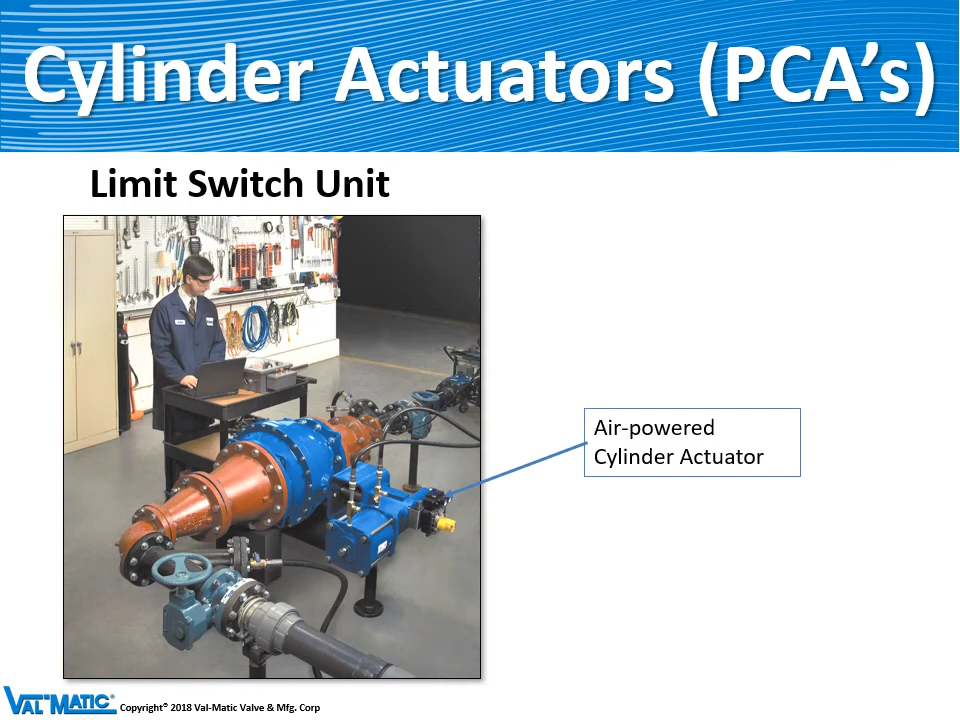 Cylinder Actuators (PCA’s)
Limit Switch Unit
Air-powered
Cylinder Actuator
VAL-MATIC®
Copyright© 2018 Val-Matic Valve & Mfg. Corp